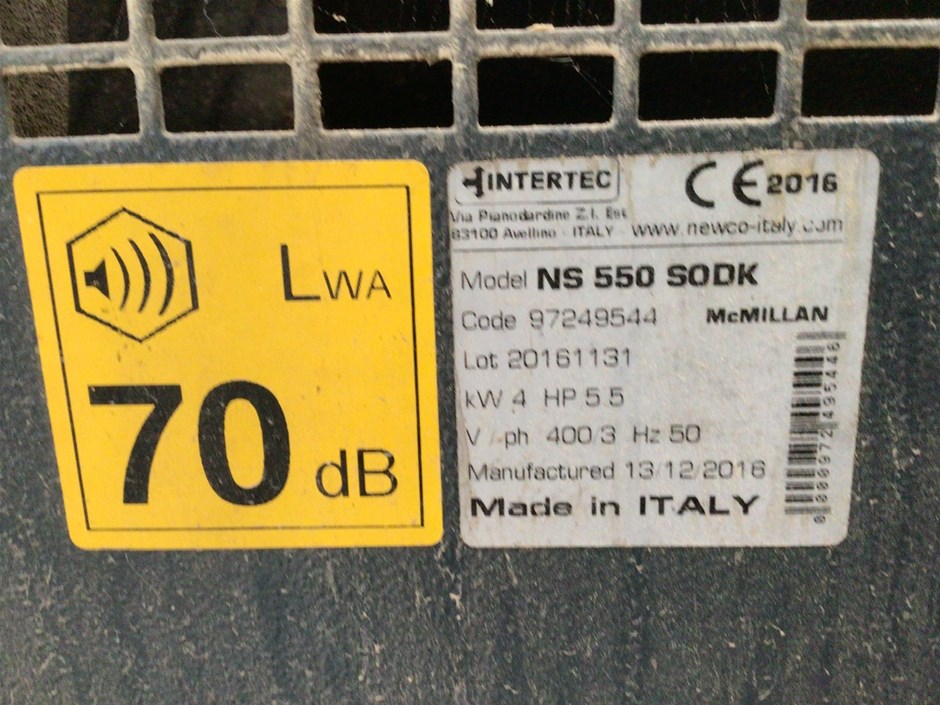 LWA
70 dB
INTERTEC
CE 2016
Via Pianodardine Z.I. Est
83100 Avellino - ITALY
www.newco-italy.com
Model NS 550 SODK
Code 97249544
McMILLAN
Lot 20161131
kW 4 HP 5.5
V / ph 400/3 Hz 50
Manufactured 13/12/2016
Made in ITALY